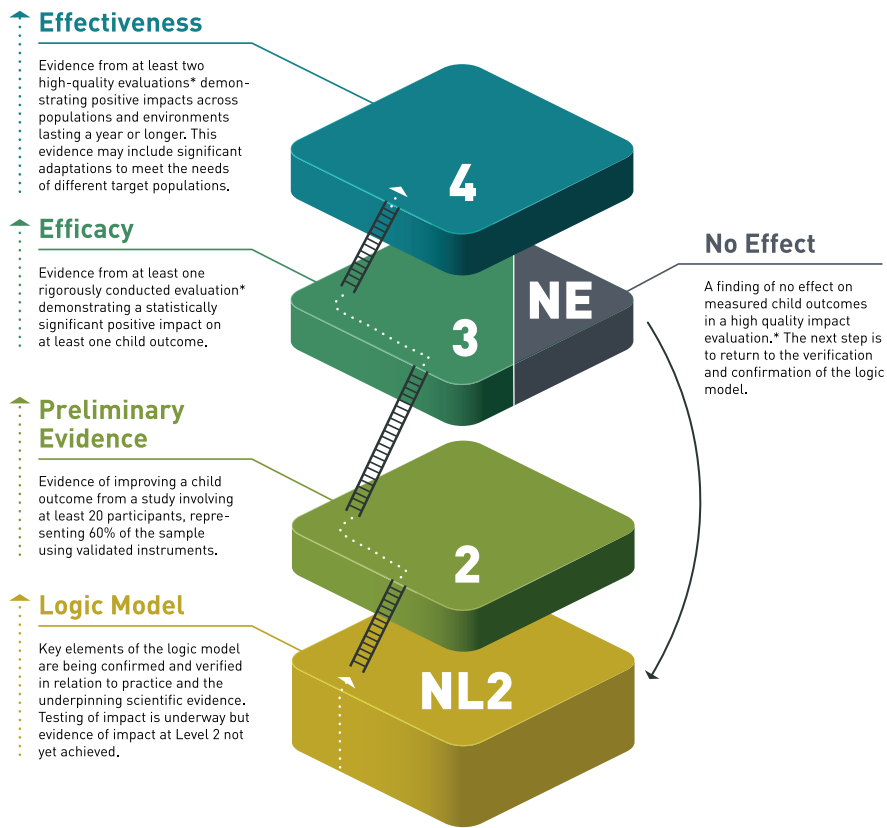 Effectiveness
Evidence from at least two
high-quality evaluations* demon-
strating positive impacts across
populations and environments
lasting a year or longer. This
evidence may include significant
adaptations to meet the needs
of different target populations.
4
Efficacy
Evidence from at least one
rigorously conducted evaluation*
demonstrating a statistically
significant positive impact on
at least one child outcome.
3
NE
No Effect
A finding of no effect on
measured child outcomes
in a high quality impact
evaluation.* The next step is
to return to the verification
and confirmation of the logic
model.
Preliminary
Evidence
Evidence of improving a child
outcome from a study involving
at least 20 participants, repre-
senting 60% of the sample
using validated instruments.
2
Logic Model
Key elements of the logic model
are being confirmed and verified
in relation to practice and the
underpinning scientific evidence.
Testing of impact is underway but
evidence of impact at Level 2 not
yet achieved.
NL2